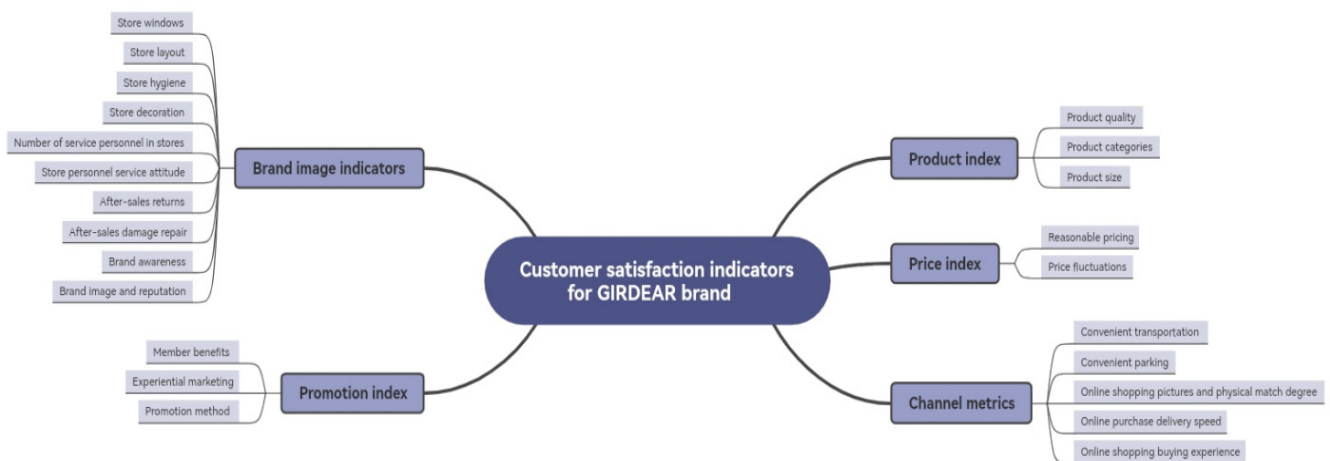 Store windows
Store layout
Store hygiene
Store decoration
Number of service personnel in stores
Store personnel service attitude
After-sales returns
After-sales damage repair
Brand awareness
Brand image and reputation
Brand image indicators
Member benefits
Experiential marketing
Promotion method
Promotion index
Customer satisfaction indicators
for GIRDEAR brand
Product index
Product quality
Product categories
Product size
Price index
Reasonable pricing
Price fluctuations
Channel metrics
Convenient transportation
Convenient parking
Online shopping pictures and physical match degree
Online purchase delivery speed
Online shopping buying experience